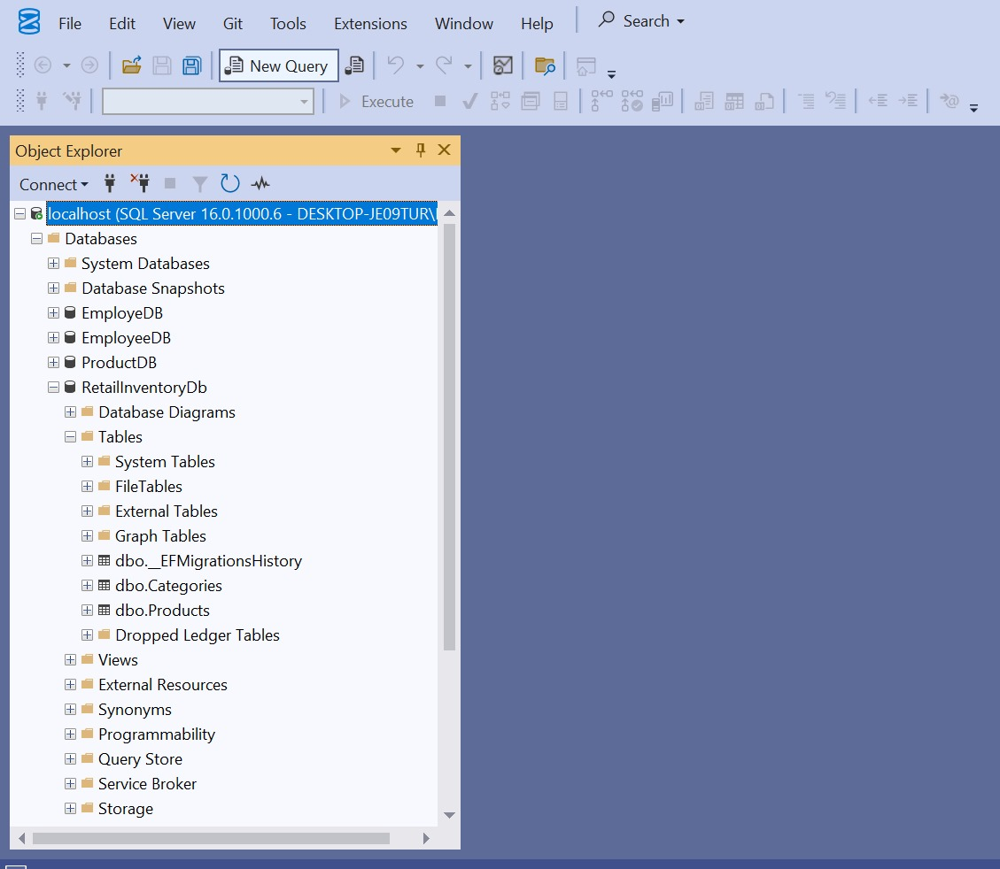 File Edit View Git Tools Extensions Window Help Search
New Query
Execute
Object Explorer
Connect
localhost (SQL Server 16.0.1000.6 - DESKTOP-JE09TUR\
Databases
System Databases
Database Snapshots
EmployeDB
EmployeeDB
ProductDB
RetailInventoryDb
Database Diagrams
Tables
System Tables
FileTables
External Tables
Graph Tables
dbo.__EFMigrationsHistory
dbo.Categories
dbo.Products
Dropped Ledger Tables
Views
External Resources
Synonyms
Programmability
Query Store
Service Broker
Storage